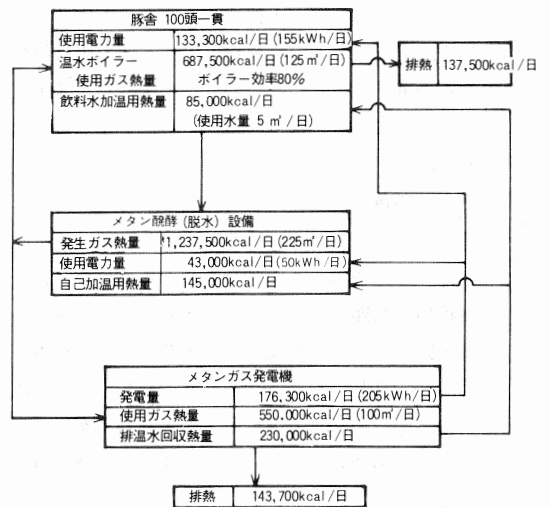 豚舎 100頭一貫
使用電力量 133,300kcal/日(155kWh/日)
温水ボイラー 687,500kcal/日(125㎥/日)
使用ガス熱量 ボイラー効率80%
飲料水加温用熱量 85,000kcal/日
(使用水量 5㎥/日)
排熱 137,500kcal/日
メタン醗酵(脱水)設備
発生ガス熱量 1,237,500kcal/日(225㎥/日)
使用電力量 43,000kcal/日(50kWh/日)
自己加温用熱量 145,000kcal/日
メタンガス発電機
発電量 176,300kcal/日(205kWh/日)
使用ガス熱量 550.000kcal/日(100㎥/日)
排温水回収熱量 230,000kcal/日
排熱 143,700kcal/日